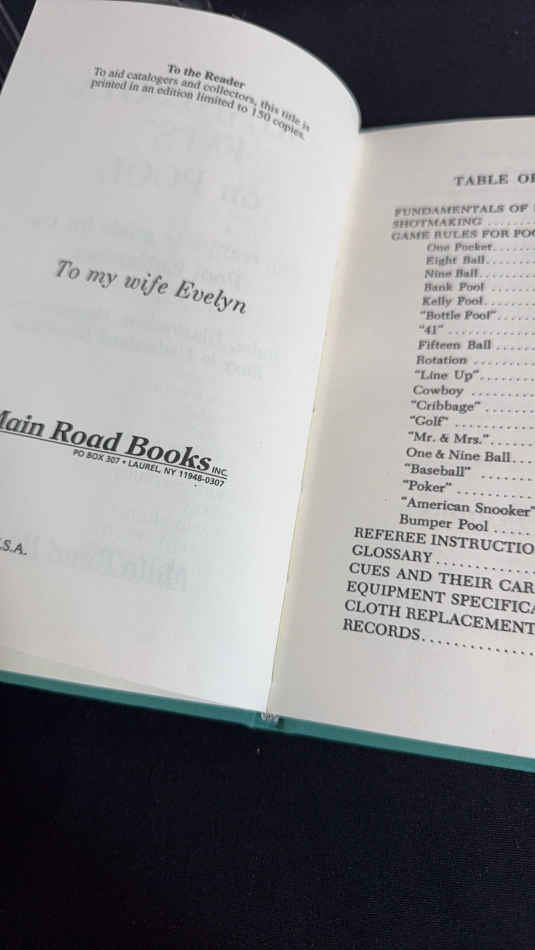 To the Reader
To aid catalogers and collectors, this title is
printed in an edition limited to 150 copies.
To my wife Evelyn
Main Road Books INC.
PO BOX 307 • LAUREL, NY 11948-0307
.S.A.
TABLE
FUNDAMENTALS OF
SHOTMAKING ........
GAME RULES FOR
One Pocket.......
Eight Ball........
Nine Ball.........
Bank Pool .......
Kelly Pool........
"Bottle Pool"......
"41" ..............
Fifteen Ball .......
Rotation ..........
"Line Up"........
Cowboy ..........
"Cribbage" ........
"Golf" ............
"Mr. & Mrs.".......
One & Nine Ball...
"Baseball" ........
"Poker" ...........
"American Snooker"
Bumper Pool .....
REFEREE
GLOSSARY..............
CUES AND THEIR
EQUIPMENT
CLOTH REPLACEMENT
RECORDS................